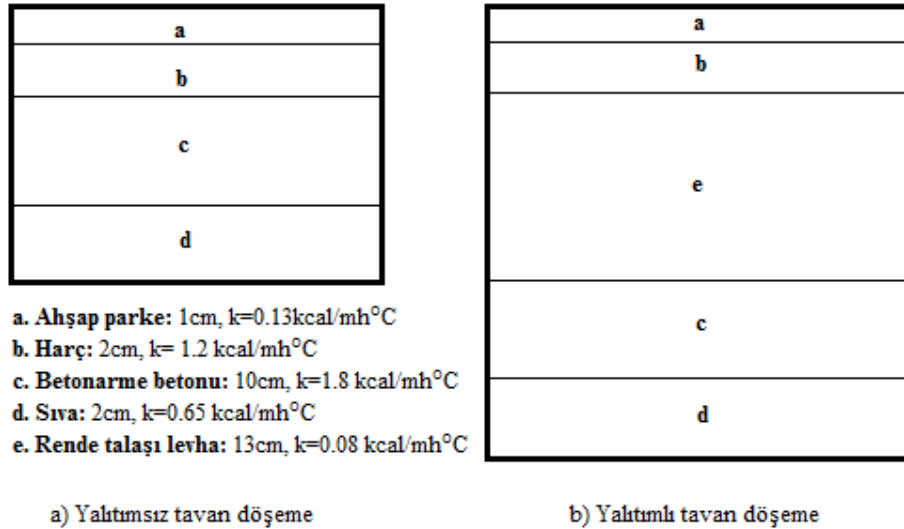 a
b
c
d
a
b
e
c
d
a. Ahşap parke: 1cm, k=0.13kcal/mh°C
b. Harç: 2cm, k= 1.2 kcal/mh°C
c. Betonarme betonu: 10cm, k=1.8 kcal/mh°C
d. Sıva: 2cm, k=0.65 kcal/mh°C
e. Rende talaşı levha: 13cm, k=0.08 kcal/mh°C
a) Yalıtımsız tavan döşeme
b) Yalıtımlı tavan döşeme